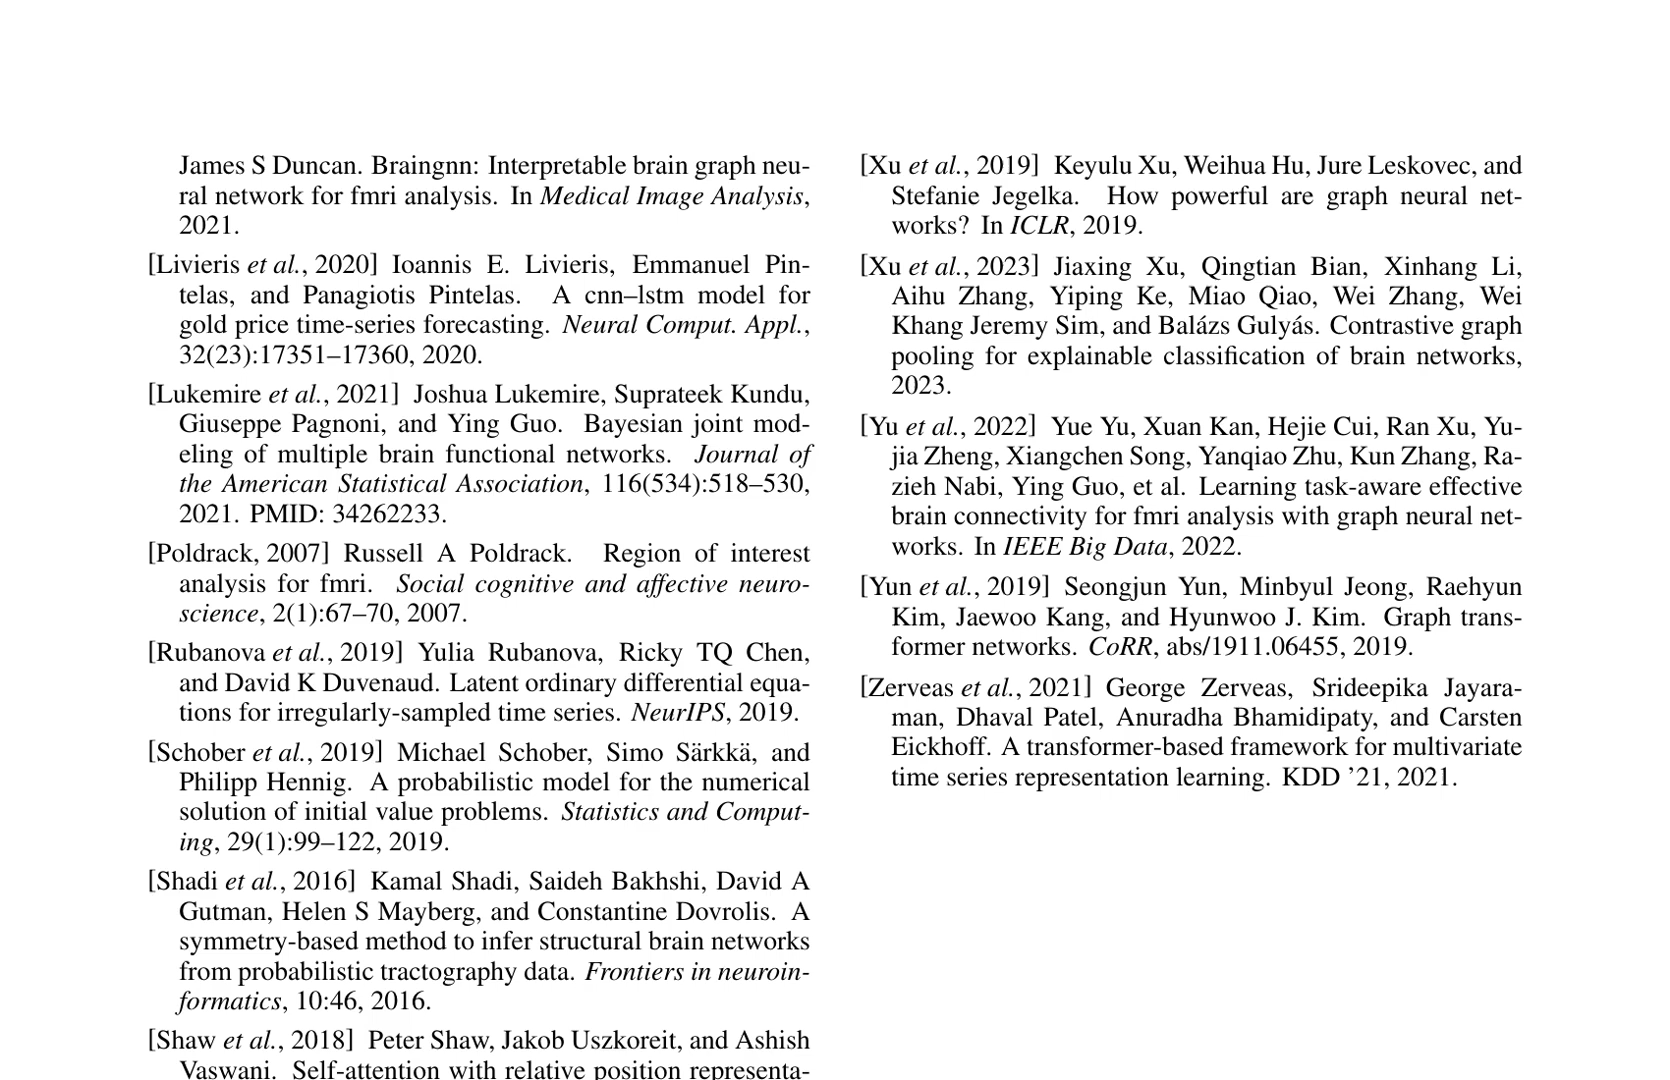 James S Duncan. Braingnn: Interpretable brain graph neu-
ral network for fmri analysis. In Medical Image Analysis,
2021.
[Livieris et al., 2020] Ioannis E. Livieris, Emmanuel Pin-
telas, and Panagiotis Pintelas. A cnn–lstm model for
gold price time-series forecasting. Neural Comput. Appl.,
32(23):17351–17360, 2020.
[Lukemire et al., 2021] Joshua Lukemire, Suprateek Kundu,
Giuseppe Pagnoni, and Ying Guo. Bayesian joint mod-
eling of multiple brain functional networks. Journal of
the American Statistical Association, 116(534):518–530,
2021. PMID: 34262233.
[Poldrack, 2007] Russell A Poldrack. Region of interest
analysis for fmri. Social cognitive and affective neuro-
science, 2(1):67–70, 2007.
[Rubanova et al., 2019] Yulia Rubanova, Ricky TQ Chen,
and David K Duvenaud. Latent ordinary differential equa-
tions for irregularly-sampled time series. NeurIPS, 2019.
[Schober et al., 2019] Michael Schober, Simo Särkkä, and
Philipp Hennig. A probabilistic model for the numerical
solution of initial value problems. Statistics and Comput-
ing, 29(1):99–122, 2019.
[Shadi et al., 2016] Kamal Shadi, Saideh Bakhshi, David A
Gutman, Helen S Mayberg, and Constantine Dovrolis. A
symmetry-based method to infer structural brain networks
from probabilistic tractography data. Frontiers in neuroin-
formatics, 10:46, 2016.
[Shaw et al., 2018] Peter Shaw, Jakob Uszkoreit, and Ashish
Vaswani. Self-attention with relative position representa-
[Xu et al., 2019] Keyulu Xu, Weihua Hu, Jure Leskovec, and
Stefanie Jegelka. How powerful are graph neural net-
works? In ICLR, 2019.
[Xu et al., 2023] Jiaxing Xu, Qingtian Bian, Xinhang Li,
Aihu Zhang, Yiping Ke, Miao Qiao, Wei Zhang, Wei
Khang Jeremy Sim, and Balázs Gulyás. Contrastive graph
pooling for explainable classification of brain networks,
2023.
[Yu et al., 2022] Yue Yu, Xuan Kan, Hejie Cui, Ran Xu, Yu-
jia Zheng, Xiangchen Song, Yanqiao Zhu, Kun Zhang, Ra-
zieh Nabi, Ying Guo, et al. Learning task-aware effective
brain connectivity for fmri analysis with graph neural net-
works. In IEEE Big Data, 2022.
[Yun et al., 2019] Seongjun Yun, Minbyul Jeong, Raehyun
Kim, Jaewoo Kang, and Hyunwoo J. Kim. Graph trans-
former networks. CoRR, abs/1911.06455, 2019.
[Zerveas et al., 2021] George Zerveas, Srideepika Jayara-
man, Dhaval Patel, Anuradha Bhamidipaty, and Carsten
Eickhoff. A transformer-based framework for multivariate
time series representation learning. KDD ’21, 2021.